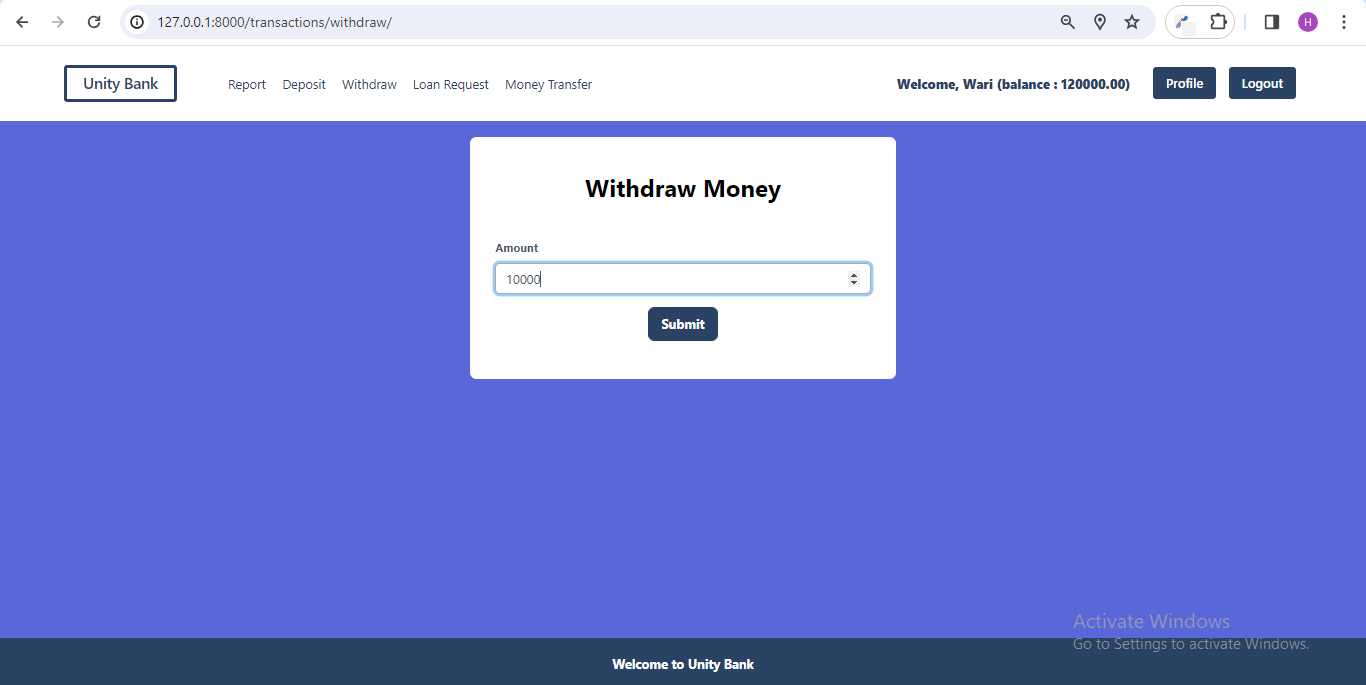 127.0.0.1:8000/transactions/withdraw/
H
Unity Bank
Report Deposit Withdraw Loan Request Money Transfer
Welcome, Wari (balance : 120000.00)
Profile
Logout
Withdraw Money
Amount
10000
Submit
Activate Windows
Go to Settings to activate Windows.
Welcome to Unity Bank